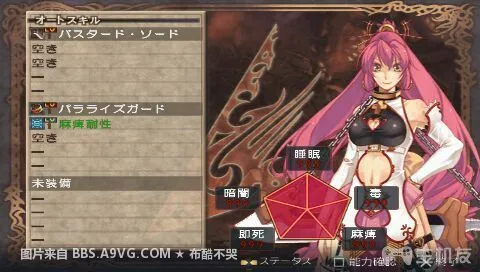 オートスキル
バスタード・ソード
空き
空き
パラライズガード
麻痺耐性
空き
未装備
睡眠
暗闇
毒
即死
麻痺
ステータス
□能力確認
图片来自 BBS.A9VG.COM ★ 布酷不哭